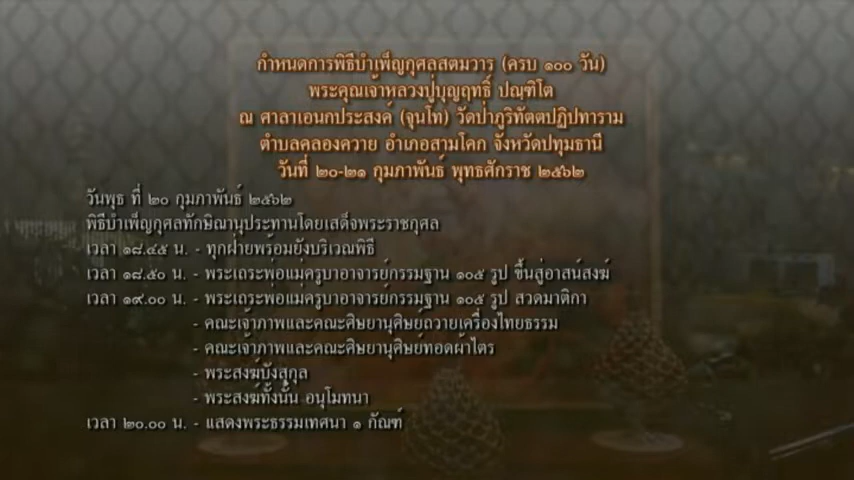 กำหนดการพิธีบำเพ็ญกุศลสตมวาร (ครบ ๑๐๐ วัน)
พระคุณเจ้าหลวงปู่บุญฤทธิ์ ปณฺฑิโต
ณ ศาลาเอนกประสงค์ (จุนโท) วัดป่าภูริทัตตปฏิปทาราม
ตำบลคลองควาย อำเภอสามโคก จังหวัดปทุมธานี
วันที่ ๒๐-๒๑ กุมภาพันธ์ พุทธศักราช ๒๕๖๒
วันพุธ ที่ ๒๐ กุมภาพันธ์ ๒๕๖๒
พิธีบำเพ็ญกุศลทักษิณานุประทานโดยเสด็จพระราชกุศล
เวลา ๑๘.๔๕ น. - ทุกฝ่ายพร้อมยังบริเวณพิธี
เวลา ๑๘.๕๐ น. - พระเถระพ่อแม่ครูบาอาจารย์กรรมฐาน ๑๐๕ รูป ขึ้นสู่อาสน์สงฆ์
เวลา ๑๙.๐๐ น. - พระเถระพ่อแม่ครูบาอาจารย์กรรมฐาน ๑๐๕ รูป สวดมาติกา
- คณะเจ้าภาพและคณะศิษยานุศิษย์ถวายเครื่องไทยธรรม
- คณะเจ้าภาพและคณะศิษยานุศิษย์ทอดผ้าไตร
- พระสงฆ์บังสุกุล
- พระสงฆ์ทั้งนั้น อนุโมทนา
เวลา ๒๐.๐๐ น. - แสดงพระธรรมเทศนา ๑ กัณฑ์